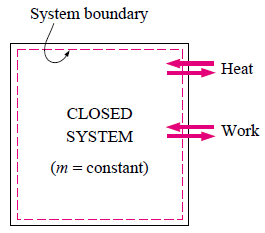 System boundary
Heat
CLOSED
SYSTEM
Work
(m = constant)